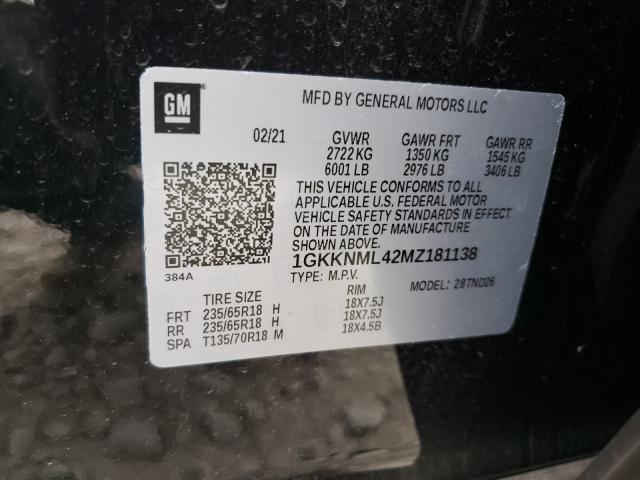 GM
MFD BY GENERAL MOTORS LLC
02/21 GVWR GAWR FRT GAWR RR
2722 KG 1350 KG 1545 KG
6001 LB 2976 LB 3406 LB
THIS VEHICLE CONFORMS TO ALL
APPLICABLE U.S. FEDERAL MOTOR
VEHICLE SAFETY STANDARDS IN EFFECT
ON THE DATE OF MANUFACTURE
SHOWN ABOVE.
384A
1GKKNML42MZ181138
TYPE: M.P.V. MODEL: 28TND26
TIRE SIZE RIM
FRT 235/65R18 H 18X7.5J
RR 235/65R18 H 18X7.5J
SPA T135/70R18 M 18X4.5B